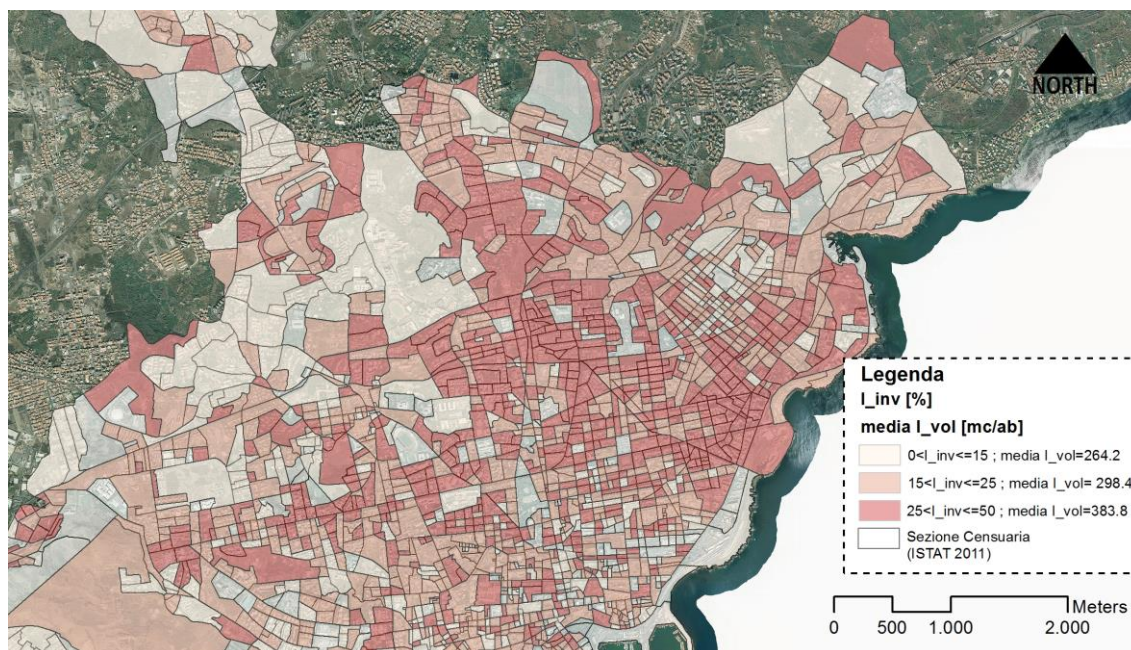 NORTH
Legenda
I_inv [%]
media I_vol [mc/ab]
0<I_inv<=15 ; media I_vol=264.2
15<I_inv<=25 ; media I_vol= 298.4
25<I_inv<=50 ; media I_vol=383.8
Sezione Censuaria
(ISTAT 2011)
Meters
0 500 1.000 2.000